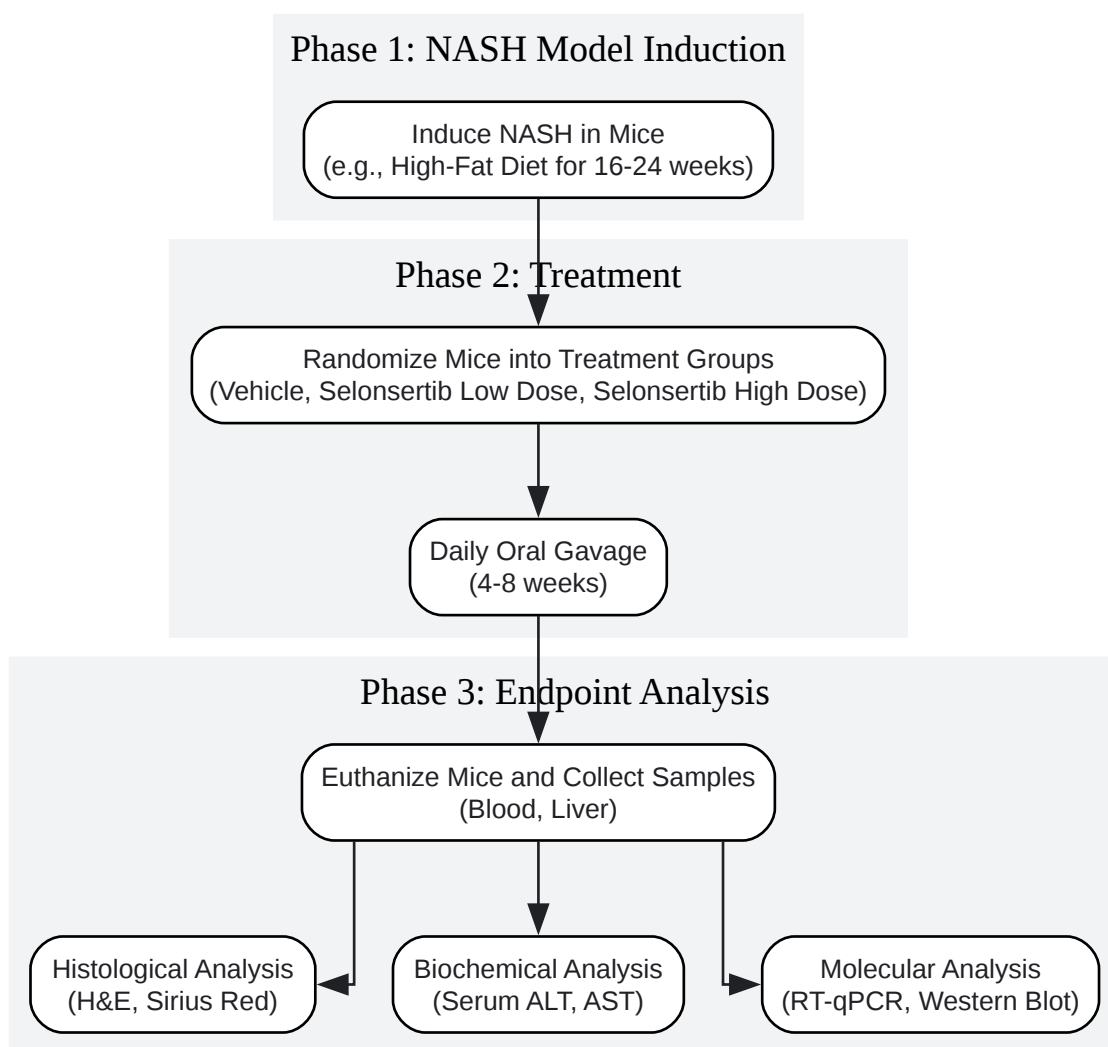 Phase 1: NASH Model Induction
Induce NASH in Mice
(e.g., High-Fat Diet for 16-24 weeks)
Phase 2: Treatment
Randomize Mice into Treatment Groups
(Vehicle, Selonsertib Low Dose, Selonsertib High Dose)
Daily Oral Gavage
(4-8 weeks)
Phase 3: Endpoint Analysis
Euthanize Mice and Collect Samples
(Blood, Liver)
Histological Analysis
(H&E, Sirius Red)
Biochemical Analysis
(Serum ALT, AST)
Molecular Analysis
(RT-qPCR, Western Blot)